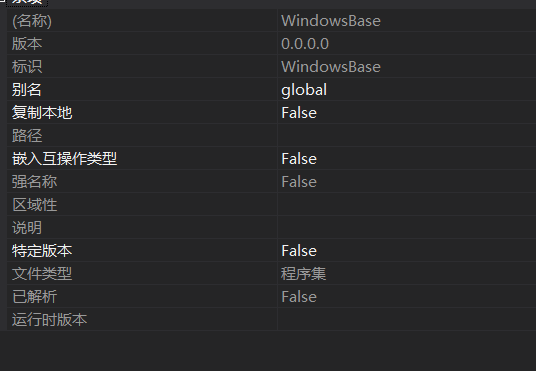 (名称) WindowsBase
版本 0.0.0.0
标识 WindowsBase
别名 global
复制本地 False
路径
嵌入互操作类型 False
强名称 False
区域性
说明
特定版本 False
文件类型 程序集
已解析 False
运行时版本